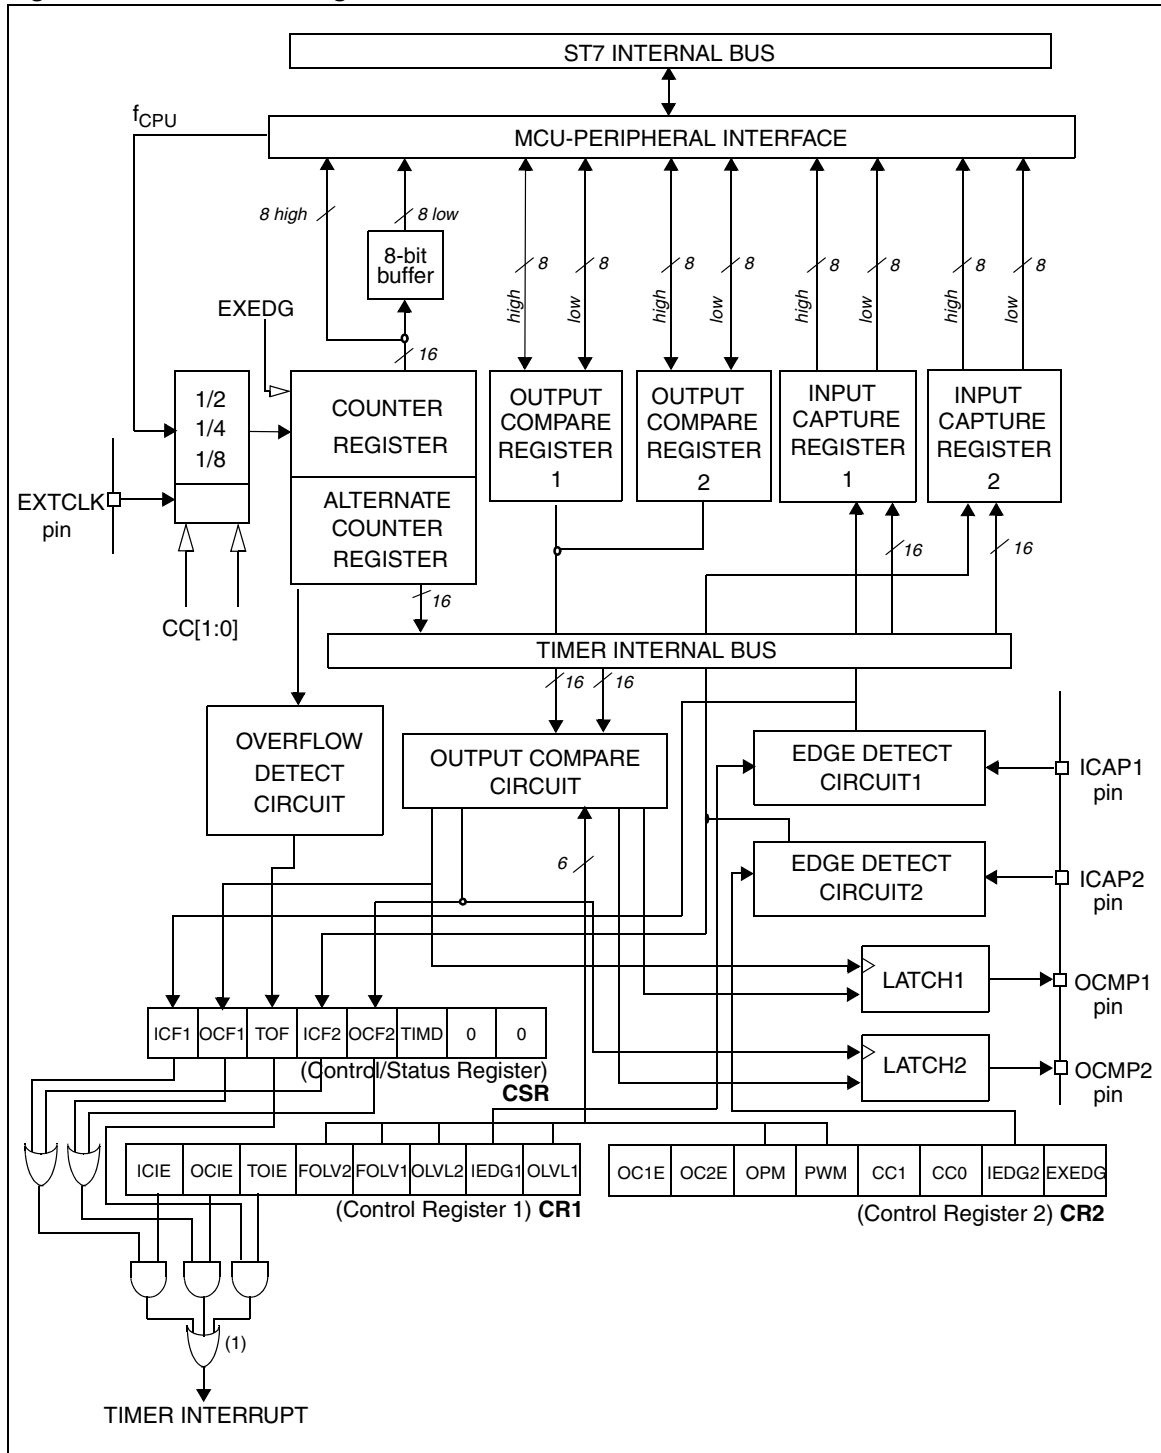 ST7 INTERNAL BUS
fCPU
MCU-PERIPHERAL INTERFACE
8 high
8 low
8-bit
buffer
8
8
8
8
8
8
8
8
high
low
high
low
high
low
high
low
EXEDG
16
1/2
1/4
1/8
COUNTER
REGISTER
ALTERNATE
COUNTER
REGISTER
OUTPUT
COMPARE
REGISTER
1
OUTPUT
COMPARE
REGISTER
2
INPUT
CAPTURE
REGISTER
1
INPUT
CAPTURE
REGISTER
2
EXTCLK
pin
CC[1:0]
16
16
16
TIMER INTERNAL BUS
16
16
OVERFLOW
DETECT
CIRCUIT
OUTPUT COMPARE
CIRCUIT
EDGE DETECT
CIRCUIT1
ICAP1
pin
6
EDGE DETECT
CIRCUIT2
ICAP2
pin
LATCH1
OCMP1
pin
LATCH2
OCMP2
pin
ICF1 OCF1 TOF ICF2 OCF2 TIMD 0 0
(Control/Status Register)
CSR
ICIE OCIE TOIE FOLV2 FOLV1 OLVL2 IEDG1 OLVL1
(Control Register 1) CR1
OC1E OC2E OPM PWM CC1 CC0 IEDG2 EXEDG
(Control Register 2) CR2
(1)
TIMER INTERRUPT